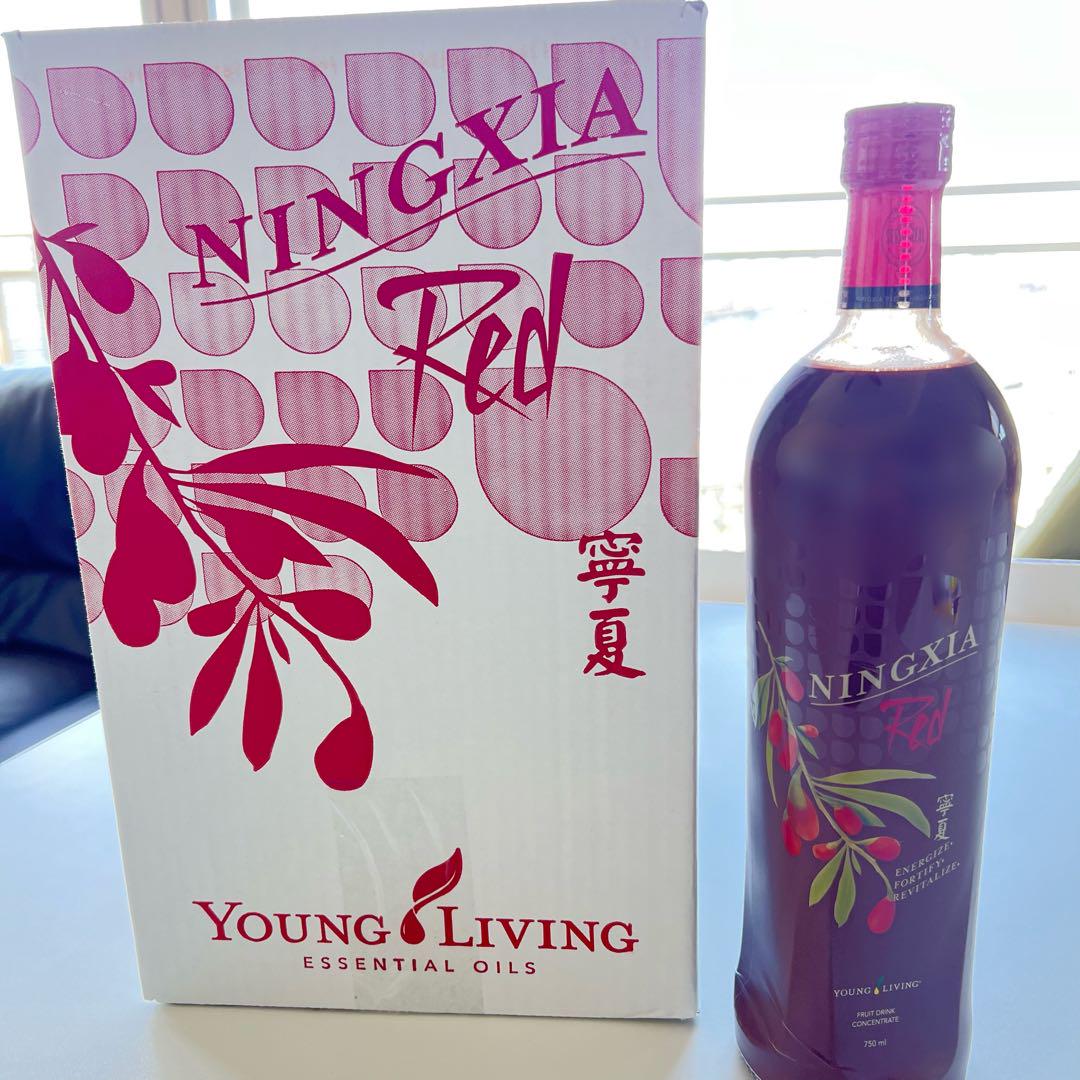 NINGXIA
Red
寧夏
YOUNG LIVING
ESSENTIAL OILS
NINGXIA
Red
寧夏
ENERGIZE.
FORTIFY.
REVITALIZE.
YOUNG LIVING
FRUIT DRINK
CONCENTRATE
750 ml